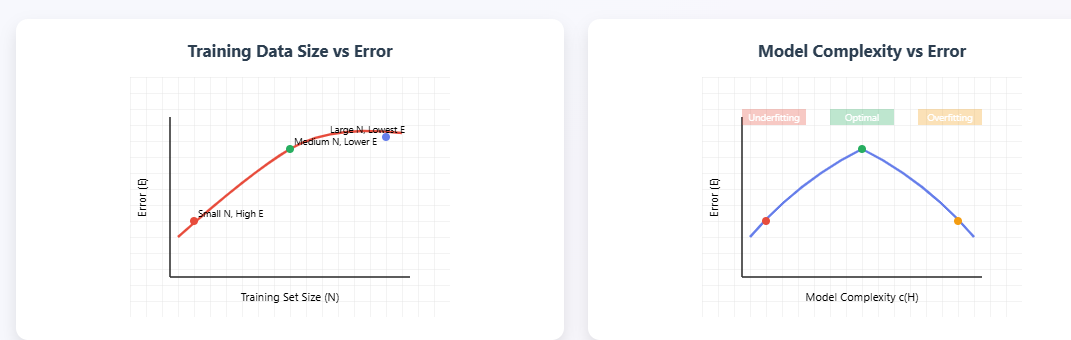 Training Data Size vs Error
Large N, Lowest E
Medium N, Lower E
Small N, High E
Error (E)
Training Set Size (N)
Model Complexity vs Error
Underfitting
Optimal
Overfitting
Error (E)
Model Complexity c(H)